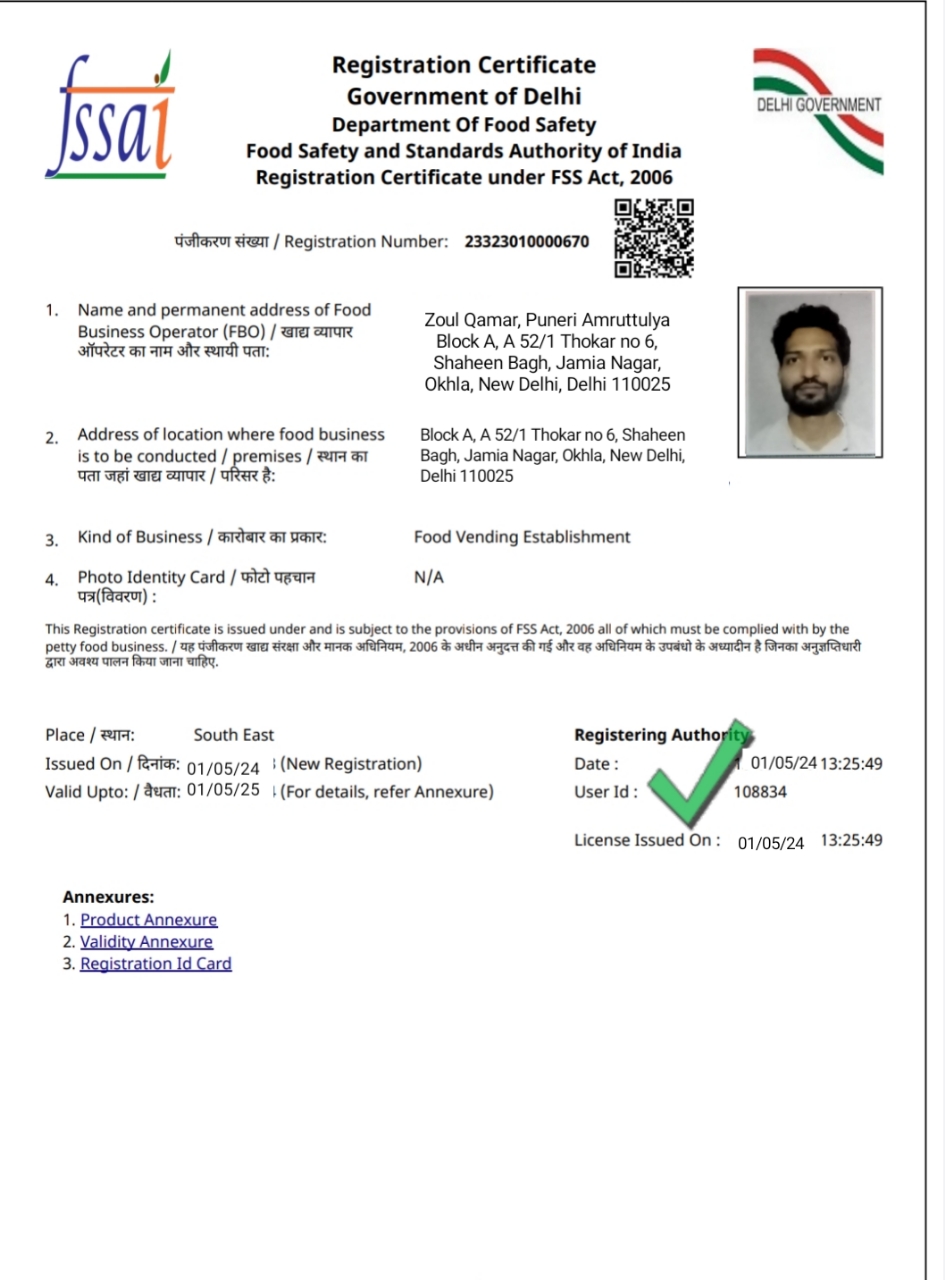 fssai
Registration Certificate
Government of Delhi
Department Of Food Safety
Food Safety and Standards Authority of India
Registration Certificate under FSS Act, 2006
DELHI GOVERNMENT
पंजीकरण संख्या / Registration Number: 23323010000670
1. Name and permanent address of Food
Business Operator (FBO) / खाद्य व्यापार
ऑपरेटर का नाम और स्थायी पता:
Zoul Qamar, Puneri Amruttulya
Block A, A 52/1 Thokar no 6,
Shaheen Bagh, Jamia Nagar,
Okhla, New Delhi, Delhi 110025
2. Address of location where food business
is to be conducted / premises / स्थान का
पता जहां खाद्य व्यापार / परिसर है:
Block A, A 52/1 Thokar no 6, Shaheen
Bagh, Jamia Nagar, Okhla, New Delhi,
Delhi 110025
3. Kind of Business / कारोबार का प्रकार: Food Vending Establishment
4. Photo Identity Card / फोटो पहचान
पत्र(विवरण) :
N/A
This Registration certificate is issued under and is subject to the provisions of FSS Act, 2006 all of which must be complied with by the
petty food business. / यह पंजीकरण खाद्य संरक्षा और मानक अधिनियम, 2006 के अधीन अनुदत्त की गई और वह अधिनियम के उपबंधो के अध्यादीन है जिनका अनुज्ञप्तिधारी
द्वारा अवश्य पालन किया जाना चाहिए.
Place / स्थान: South East
Issued On / दिनांक: 01/05/24 (New Registration)
Valid Upto: / वैधता: 01/05/25 (For details, refer Annexure)
Registering Authority
Date : 01/05/24 13:25:49
User Id : 108834
License Issued On : 01/05/24 13:25:49
Annexures:
1. Product Annexure
2. Validity Annexure
3. Registration Id Card